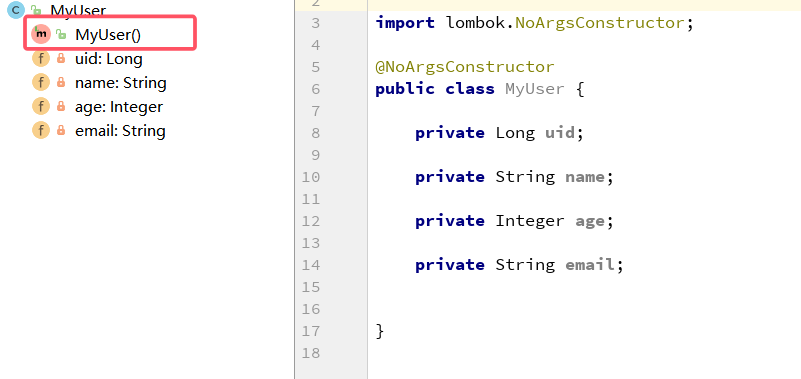 MyUser
m MyUser()
f uid: Long
f name: String
f age: Integer
f email: String
2
3 import lombok.NoArgsConstructor;
4
5 @NoArgsConstructor
6 public class MyUser {
7
8 private Long uid;
9
10 private String name;
11
12 private Integer age;
13
14 private String email;
15
16
17 }
18